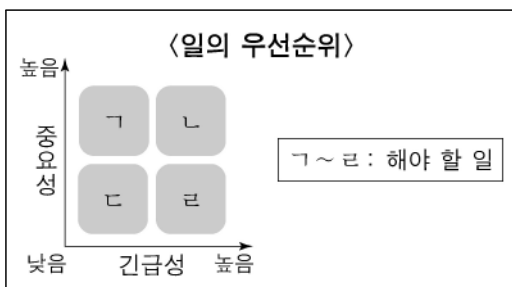 〈일의 우선순위〉
높음
ㄱ ㄴ
중요성
ㄱ～ㄹ: 해야 할 일
ㄷ ㄹ
낮음 긴급성 높음